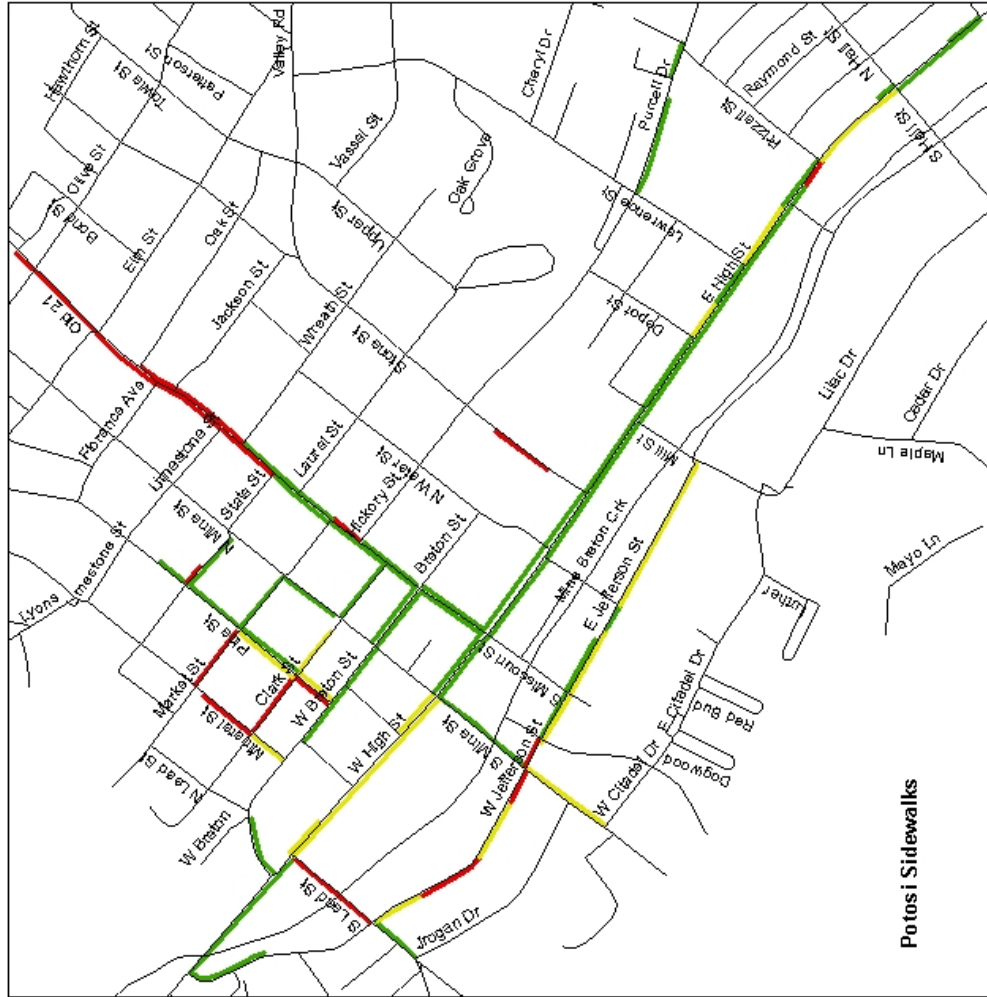 Hawthorn St
Towle St
Patterson St
Valley Rd
Olive St
Bond St
Elm St
Oak St
Old 21
Jackson St
Florance Ave
Vassel St
Upper St
Oak Grove
Cheryl Dr
Purcell Dr
Raymond St
N Hall St
S Hall St
Frizzell St
Lawrence St
E High St
Depot St
Wreath St
Stone St
Limestone St
State St
Laurel St
N Water St
Hickory St
Breton St
N Mine St
Limestone St
Lyons
Pine St
Market St
Clark St
Mineral St
W Breton St
N Lead St
W Breton
W High St
S Missouri St
S Mine St
Mill St
Mine Breton Crk
E Jefferson St
W Jefferson St
Lilac Dr
Cedar Dr
Maple Ln
Mayo Ln
Luther
E Citadel Dr
Red Bud
Dogwood
W Citadel Dr
S Lead St
Jrogan Dr
Potosi Sidewalks